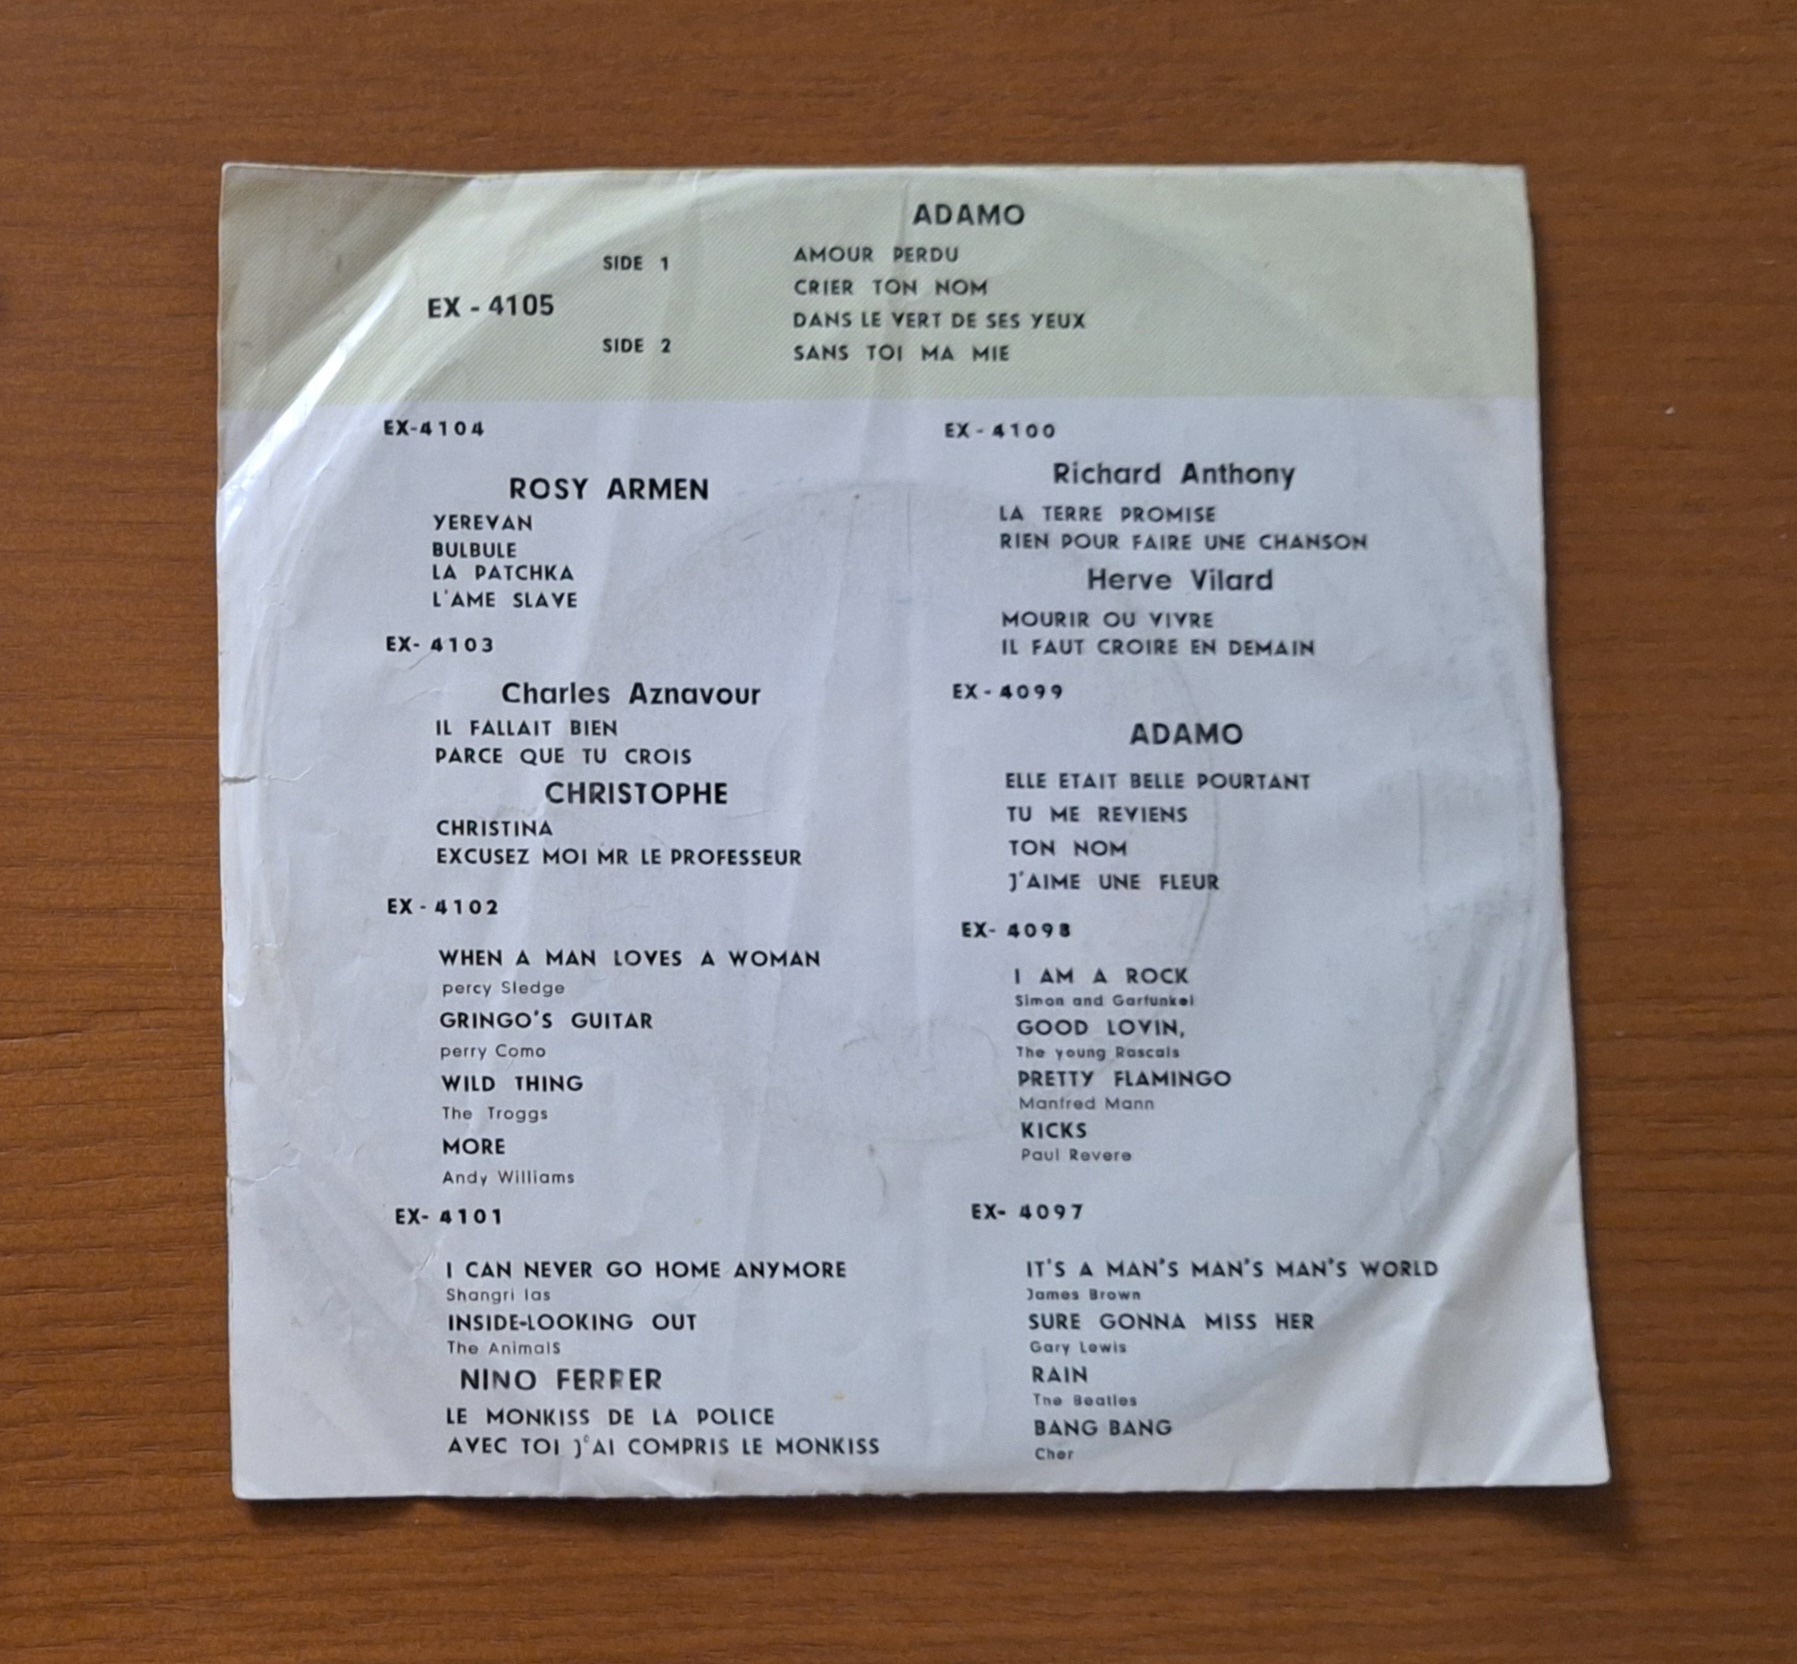 ADAMO
SIDE 1
AMOUR PERDU
CRIER TON NOM
EX - 4105
DANS LE VERT DE SES YEUX
SIDE 2
SANS TOI MA MIE
EX-4104
ROSY ARMEN
YEREVAN
BULBULE
LA PATCHKA
L'AME SLAVE
EX- 4103
Charles Aznavour
IL FALLAIT BIEN
PARCE QUE TU CROIS
CHRISTOPHE
CHRISTINA
EXCUSEZ MOI MR LE PROFESSEUR
EX - 4102
WHEN A MAN LOVES A WOMAN
percy Sledge
GRINGO'S GUITAR
perry Como
WILD THING
The Troggs
MORE
Andy Williams
EX- 4101
I CAN NEVER GO HOME ANYMORE
Shangri las
INSIDE-LOOKING OUT
The AnimalS
NINO FERRER
LE MONKISS DE LA POLICE
AVEC TOI J'AI COMPRIS LE MONKISS
EX - 4100
Richard Anthony
LA TERRE PROMISE
RIEN POUR FAIRE UNE CHANSON
Herve Vilard
MOURIR OU VIVRE
IL FAUT CROIRE EN DEMAIN
EX - 4099
ADAMO
ELLE ETAIT BELLE POURTANT
TU ME REVIENS
TON NOM
J'AIME UNE FLEUR
EX- 4098
I AM A ROCK
Simon and Garfunkel
GOOD LOVIN,
The young Rascals
PRETTY FLAMINGO
Manfred Mann
KICKS
Paul Revere
EX- 4097
IT'S A MAN'S MAN'S MAN'S WORLD
James Brown
SURE GONNA MISS HER
Gary Lewis
RAIN
The Beatles
BANG BANG
Cher